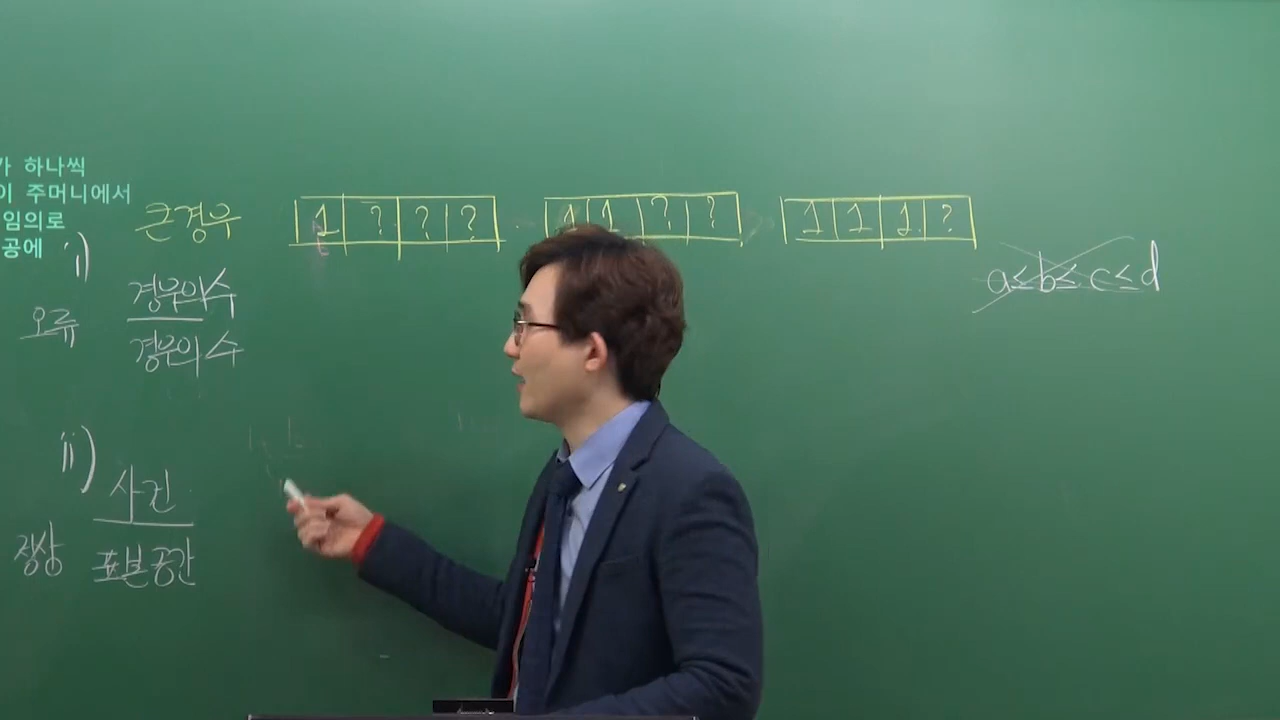 가 하나씩
이 주머니에서
임의로
공에
큰경우
1 ? ? ?
1 1 ? ?
1 1 1 ?
i)
오류
경우의수
경우의수
a≤b≤c≤d
ii)
정상
사건
표본공간